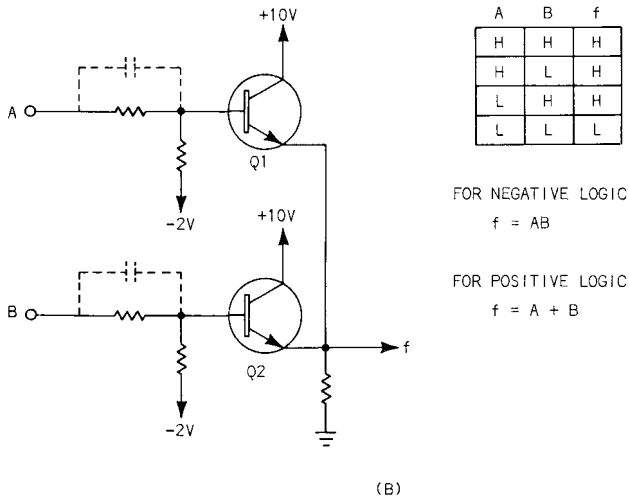 +10V
A
Q1
-2V
+10V
B
Q2
f
-2V
A B f
H H H
H L H
L H H
L L L
FOR NEGATIVE LOGIC
f = AB
FOR POSITIVE LOGIC
f = A + B
(B)